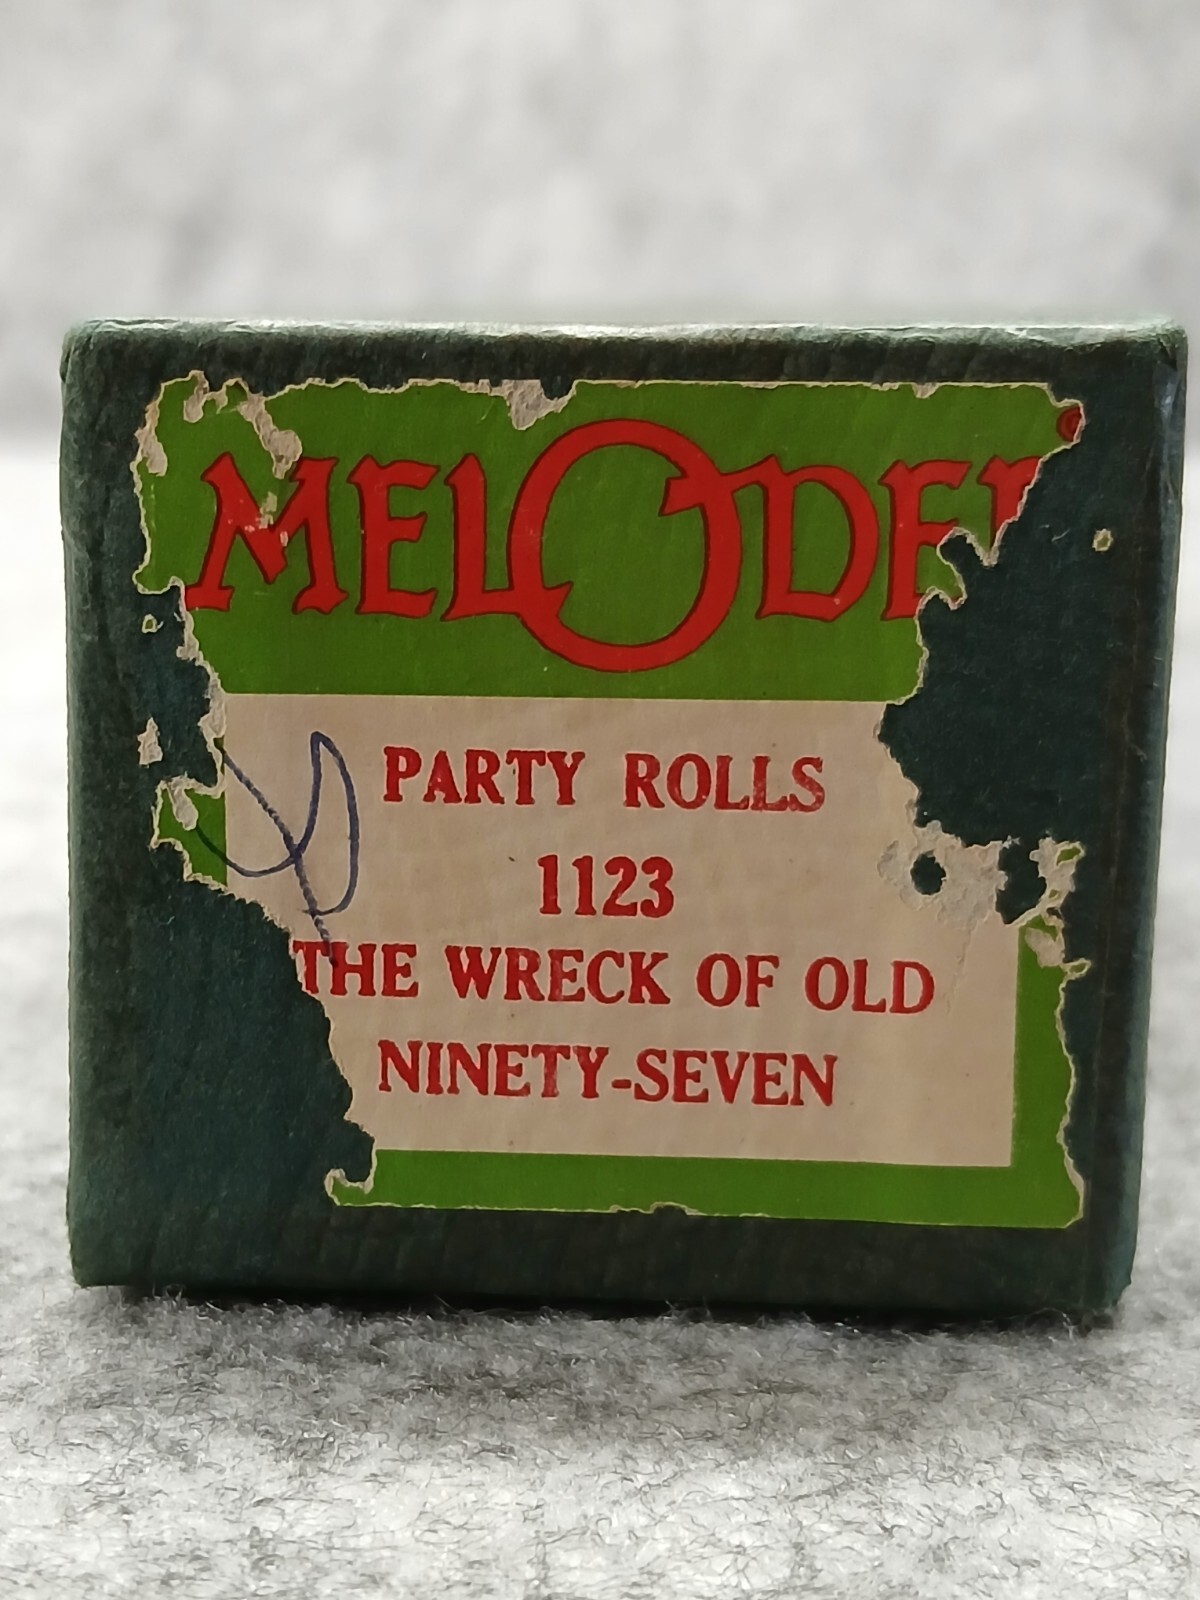 MELODEE
PARTY ROLLS
1123
THE WRECK OF OLD
NINETY-SEVEN